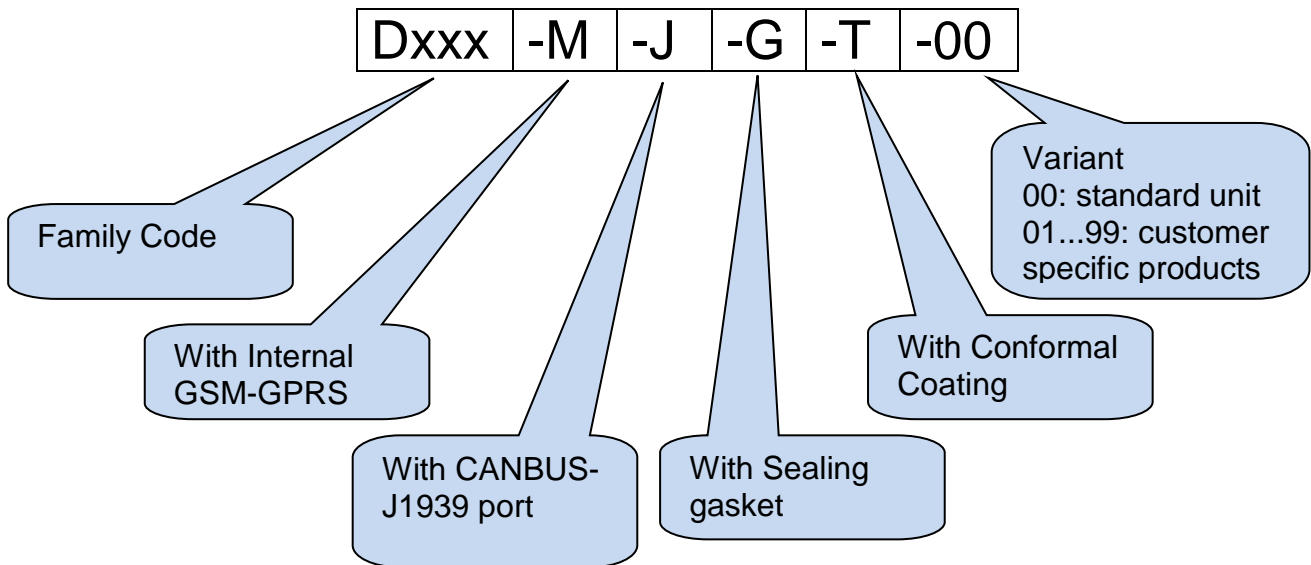 Dxxx -M -J -G -T -00
Variant
00: standard unit
01...99: customer
specific products
Family Code
With Internal
GSM-GPRS
With Conformal
Coating
With CANBUS-
J1939 port
With Sealing
gasket